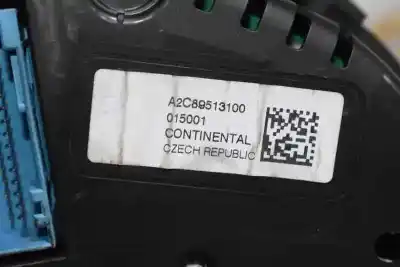 A2C89513100
015001
CONTINENTAL
CZECH REPUBLIC